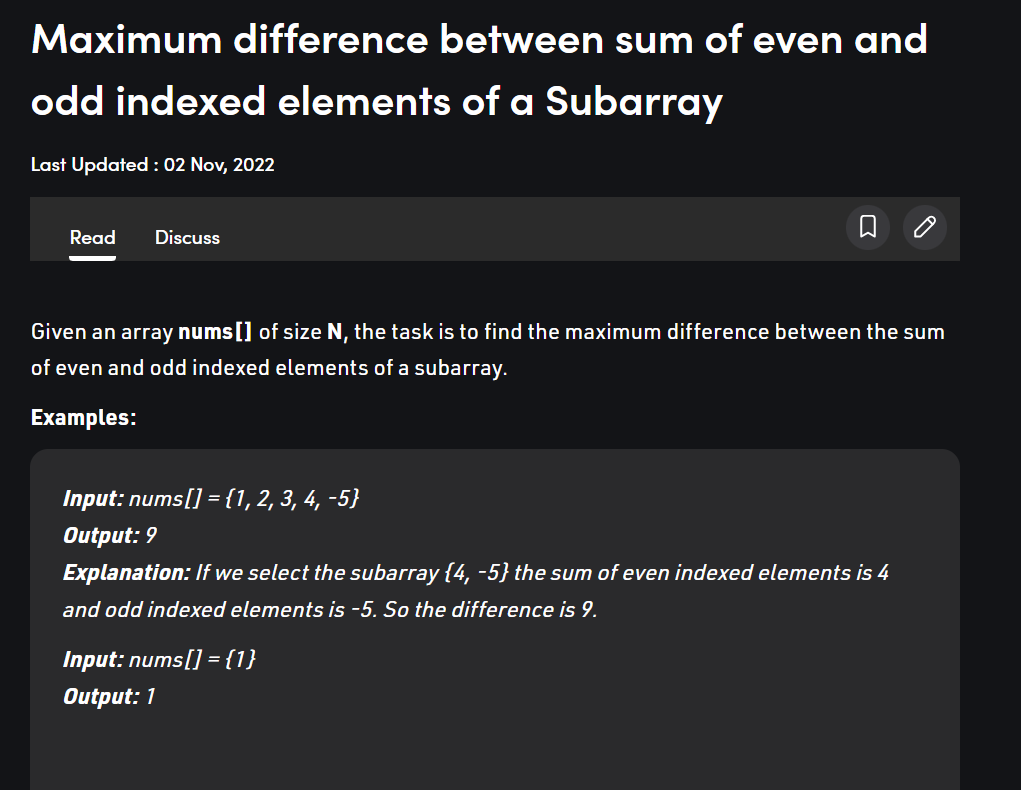 Maximum difference between sum of even and
odd indexed elements of a Subarray
Last Updated : 02 Nov, 2022
Read Discuss
Given an array nums[] of size N, the task is to find the maximum difference between the sum
of even and odd indexed elements of a subarray.
Examples:
Input: nums[] = {1, 2, 3, 4, -5}
Output: 9
Explanation: If we select the subarray {4, -5} the sum of even indexed elements is 4
and odd indexed elements is -5. So the difference is 9.
Input: nums[] = {1}
Output: 1